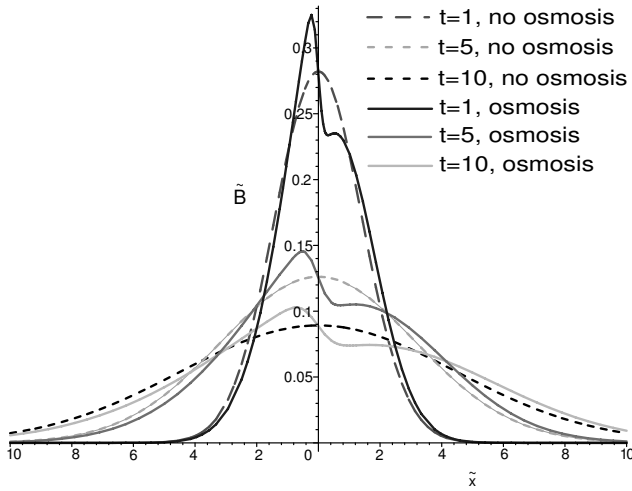 t=1, no osmosis
t=5, no osmosis
t=10, no osmosis
t=1, osmosis
t=5, osmosis
t=10, osmosis
0.3
0.25
0.2
B̃
0.15
0.1
0.05
10 8 6 4 2 0 2 4 6 8 10
x̃